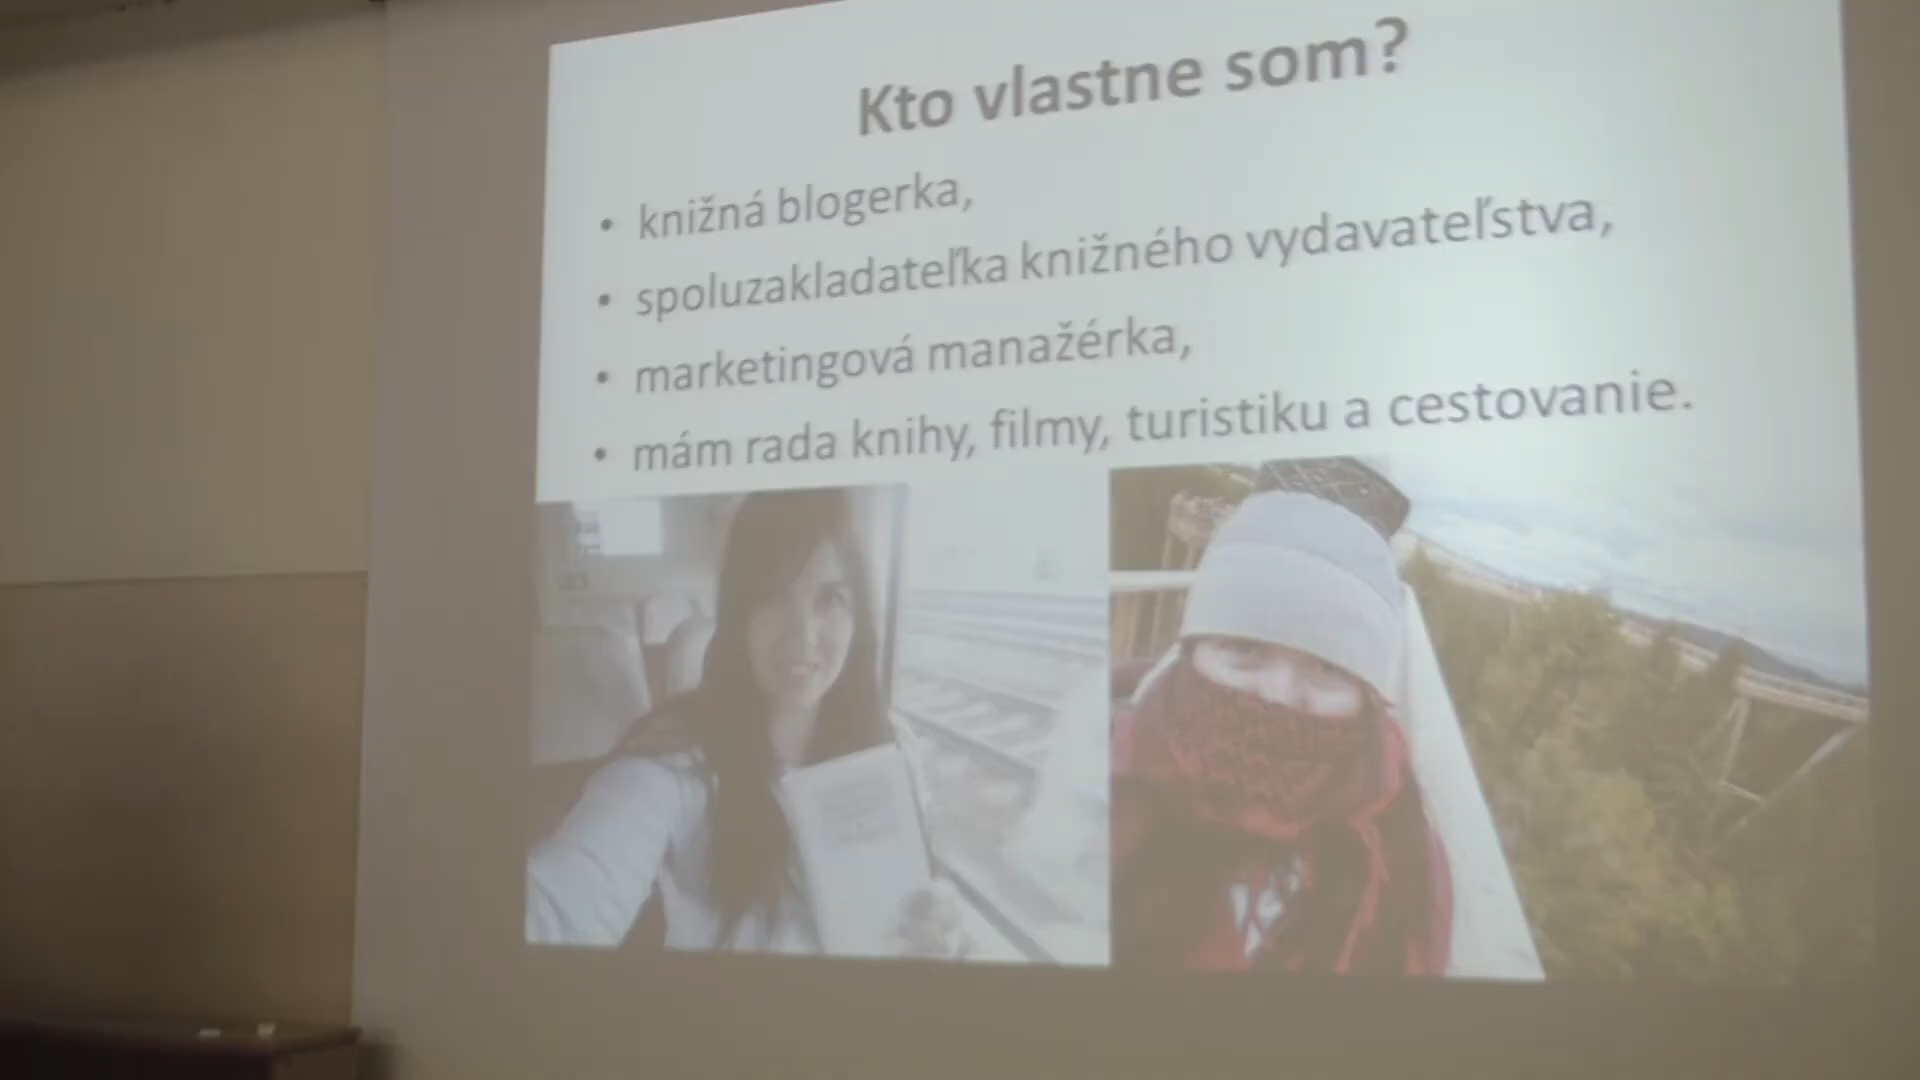 Kto vlastne som?
• knižná blogerka,
• spoluzakladateľka knižného vydavateľstva,
• marketingová manažérka,
• mám rada knihy, filmy, turistiku a cestovanie.